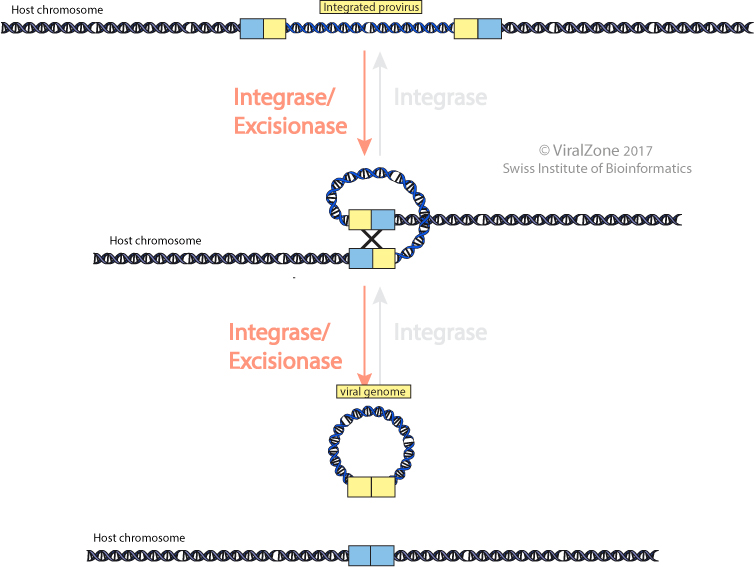 Host chromosome
Integrated provirus
Integrase/
Excisionase
Integrase
© ViralZone 2017
Swiss Institute of Bioinformatics
Host chromosome
Integrase/
Excisionase
Integrase
viral genome
Host chromosome